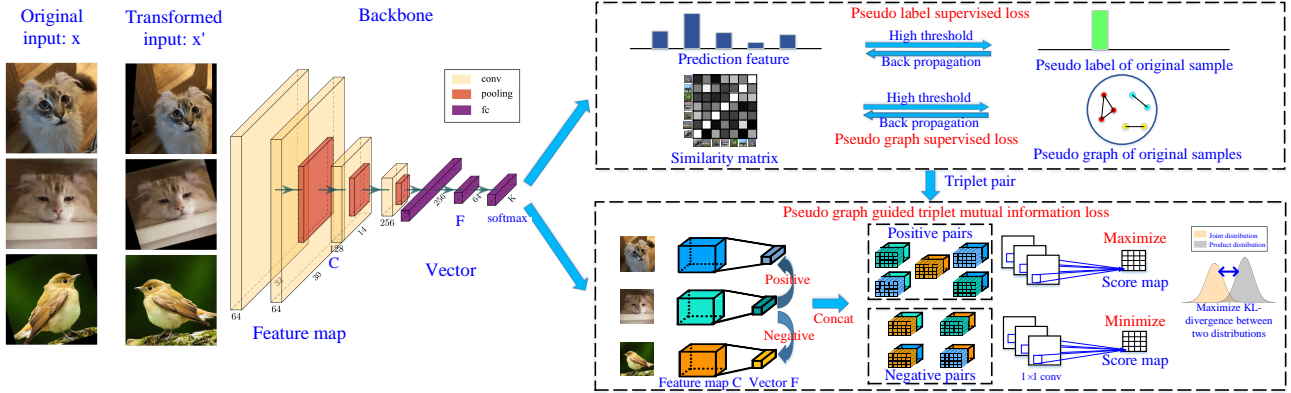 Original
input: x
Transformed
input: x'
Backbone
conv
pooling
fc
64
32
64
30
128
14
256
256
64
K
C
F
softmax
Vector
Feature map
Pseudo label supervised loss
High threshold
Back propagation
Prediction feature
Pseudo label of original sample
High threshold
Back propagation
Pseudo graph supervised loss
Similarity matrix
Pseudo graph of original samples
Triplet pair
Pseudo graph guided triplet mutual information loss
Positive
Negative
Concat
Feature map C
Vector F
Positive pairs
Negative pairs
Maximize
Score map
Minimize
Score map
1×1 conv
Joint distribution
Product distribution
Maximize KL-
divergence between
two distributions